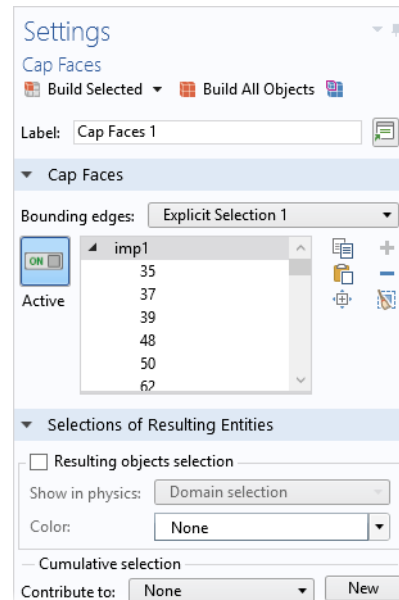 Settings
Cap Faces
Build Selected Build All Objects
Label: Cap Faces 1
Cap Faces
Bounding edges: Explicit Selection 1
ON
Active
imp1
35
37
39
48
50
62
Selections of Resulting Entities
Resulting objects selection
Show in physics: Domain selection
Color: None
Cumulative selection
Contribute to: None New